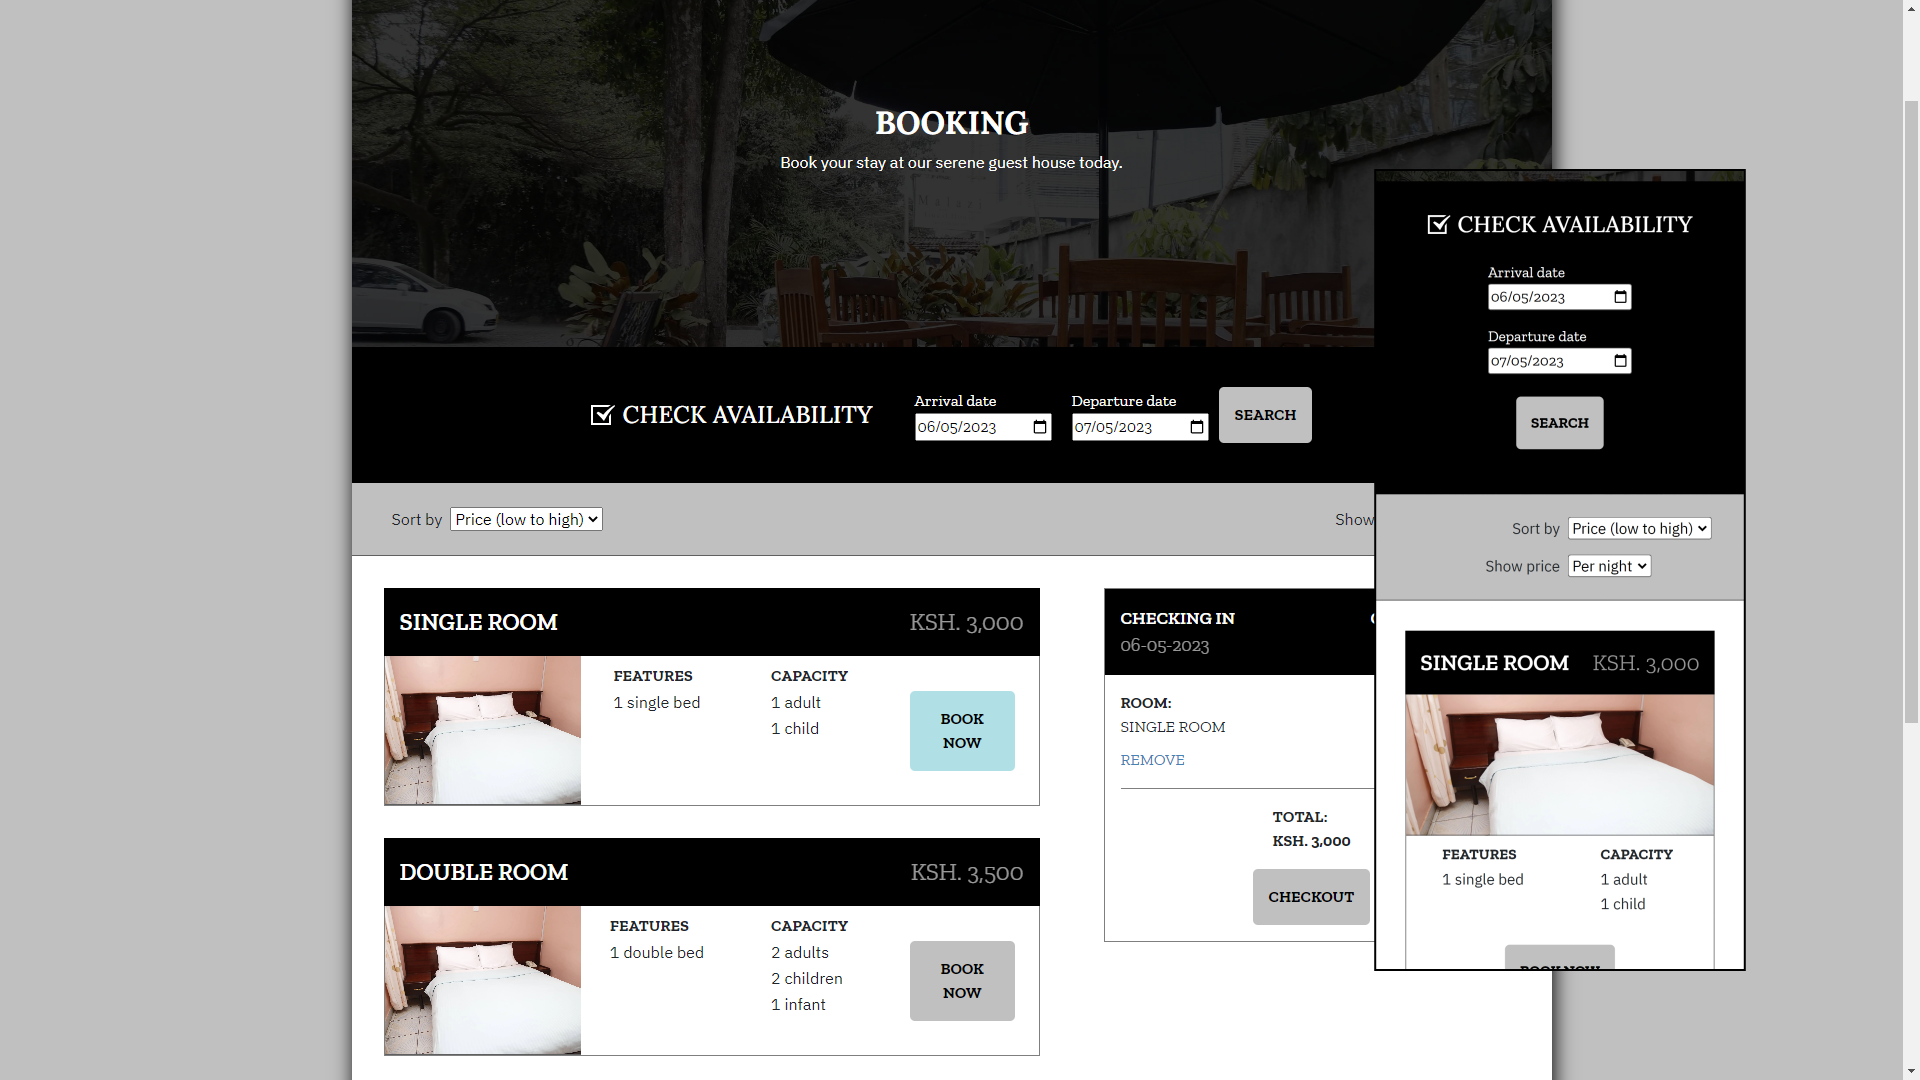 BOOKING
Book your stay at our serene guest house today.
CHECK AVAILABILITY
Arrival date
06/05/2023
Departure date
07/05/2023
SEARCH
Sort by
Price (low to high)
Show
SINGLE ROOM
KSH. 3,000
FEATURES
1 single bed
CAPACITY
1 adult
1 child
BOOK
NOW
DOUBLE ROOM
KSH. 3,500
FEATURES
1 double bed
CAPACITY
2 adults
2 children
1 infant
BOOK
NOW
CHECKING IN
06-05-2023
ROOM:
SINGLE ROOM
REMOVE
TOTAL:
KSH. 3,000
CHECKOUT
CHECK AVAILABILITY
Arrival date
06/05/2023
Departure date
07/05/2023
SEARCH
Sort by
Price (low to high)
Show price
Per night
SINGLE ROOM
KSH. 3,000
FEATURES
1 single bed
CAPACITY
1 adult
1 child
BOOK NOW